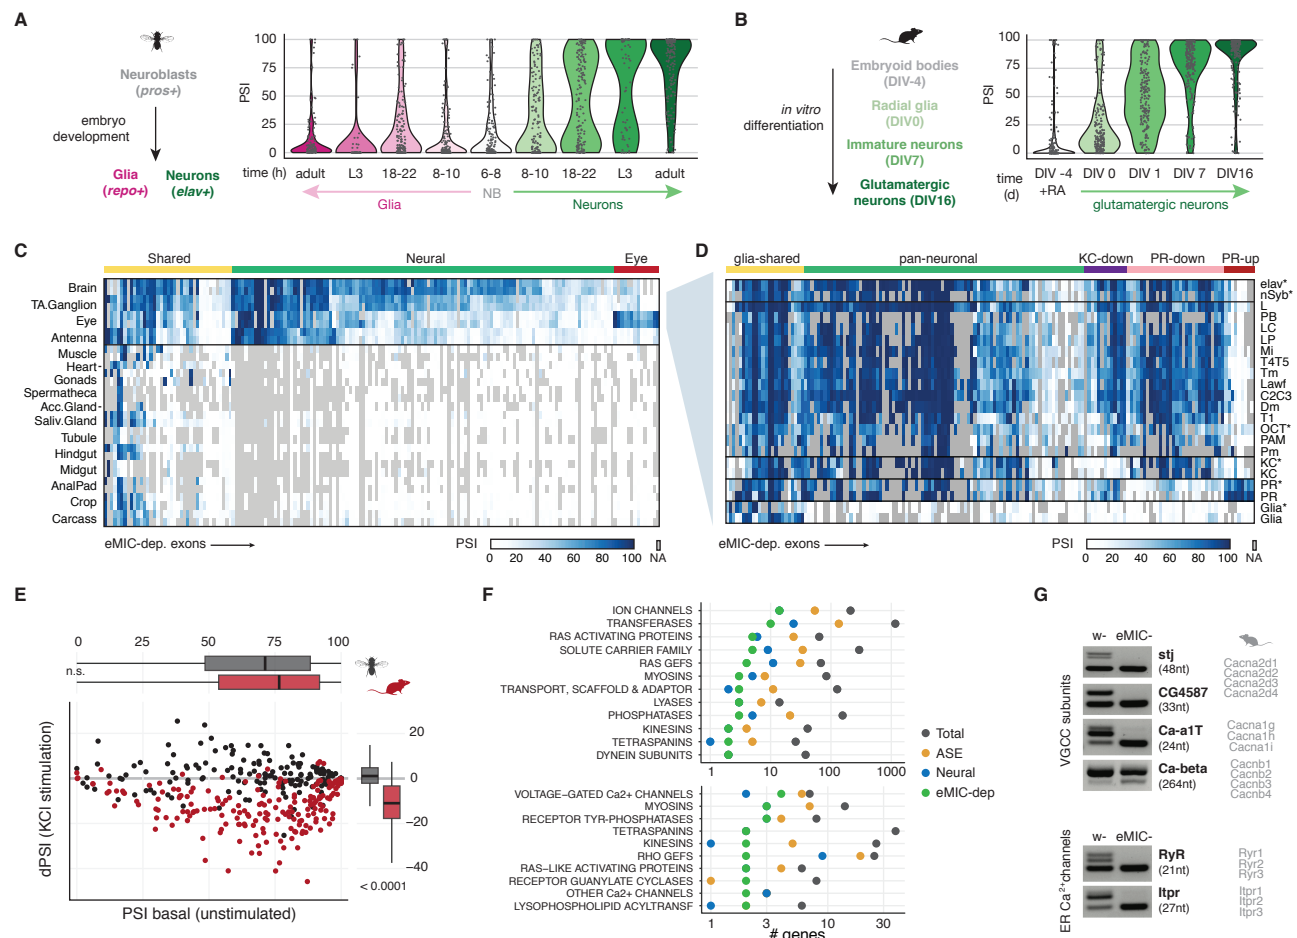 A
Neuroblasts
(pros+)
embryo
development
Glia
(repo+)
Neurons
(elav+)
PSI
100
75
50
25
0
time (h)
adult
L3
18-22
8-10
6-8
8-10
18-22
L3
adult
Glia
NB
Neurons
B
Embryoid bodies
(DIV-4)
in vitro
differentiation
Radial glia
(DIV0)
Immature neurons
(DIV7)
Glutamatergic
neurons (DIV16)
PSI
100
75
50
25
0
time
(d)
DIV -4
+RA
DIV 0
DIV 1
DIV 7
DIV16
glutamatergic neurons
C
Shared
Neural
Eye
Brain
TA.Ganglion
Eye
Antenna
Muscle
Heart
Gonads
Spermatheca
Acc.Gland
Saliv.Gland
Tubule
Hindgut
Midgut
AnalPad
Crop
Carcass
eMIC-dep. exons
PSI
0 20 40 60 80 100
NA
D
glia-shared
pan-neuronal
KC-down
PR-down
PR-up
elav*
nSyb*
L
PB
LC
LP
Mi
T4T5
Tm
Lawf
C2C3
Dm
T1
OCT*
PAM
Pm
KC*
KC
PR*
PR
Glia*
Glia
eMIC-dep. exons
PSI
0 20 40 60 80 100
NA
E
0 25 50 75 100
n.s.
dPSI (KCl stimulation)
20
0
−20
−40
< 0.0001
PSI basal (unstimulated)
F
ION CHANNELS
TRANSFERASES
RAS ACTIVATING PROTEINS
SOLUTE CARRIER FAMILY
RAS GEFS
MYOSINS
TRANSPORT, SCAFFOLD & ADAPTOR
LYASES
PHOSPHATASES
KINESINS
TETRASPANINS
DYNEIN SUBUNITS
1 10 100 1000
Total
ASE
Neural
eMIC-dep
VOLTAGE-GATED Ca2+ CHANNELS
MYOSINS
RECEPTOR TYR-PHOSPHATASES
TETRASPANINS
KINESINS
RHO GEFS
RAS−LIKE ACTIVATING PROTEINS
RECEPTOR GUANYLATE CYCLASES
OTHER Ca2+ CHANNELS
LYSOPHOSPHOLIPID ACYLTRANSF
1 3 10 30
# genes
G
w- eMIC-
VGCC subunits
stj
(48nt)
CG4587
(33nt)
Cacna2d1
Cacna2d2
Cacna2d3
Cacna2d4
Ca-a1T
(24nt)
Cacna1g
Cacna1h
Cacna1i
Ca-beta
(264nt)
Cacnb1
Cacnb2
Cacnb3
Cacnb4
w- eMIC-
ER Ca2+channels
RyR
(21nt)
Ryr1
Ryr2
Ryr3
Itpr
(27nt)
Itpr1
Itpr2
Itpr3